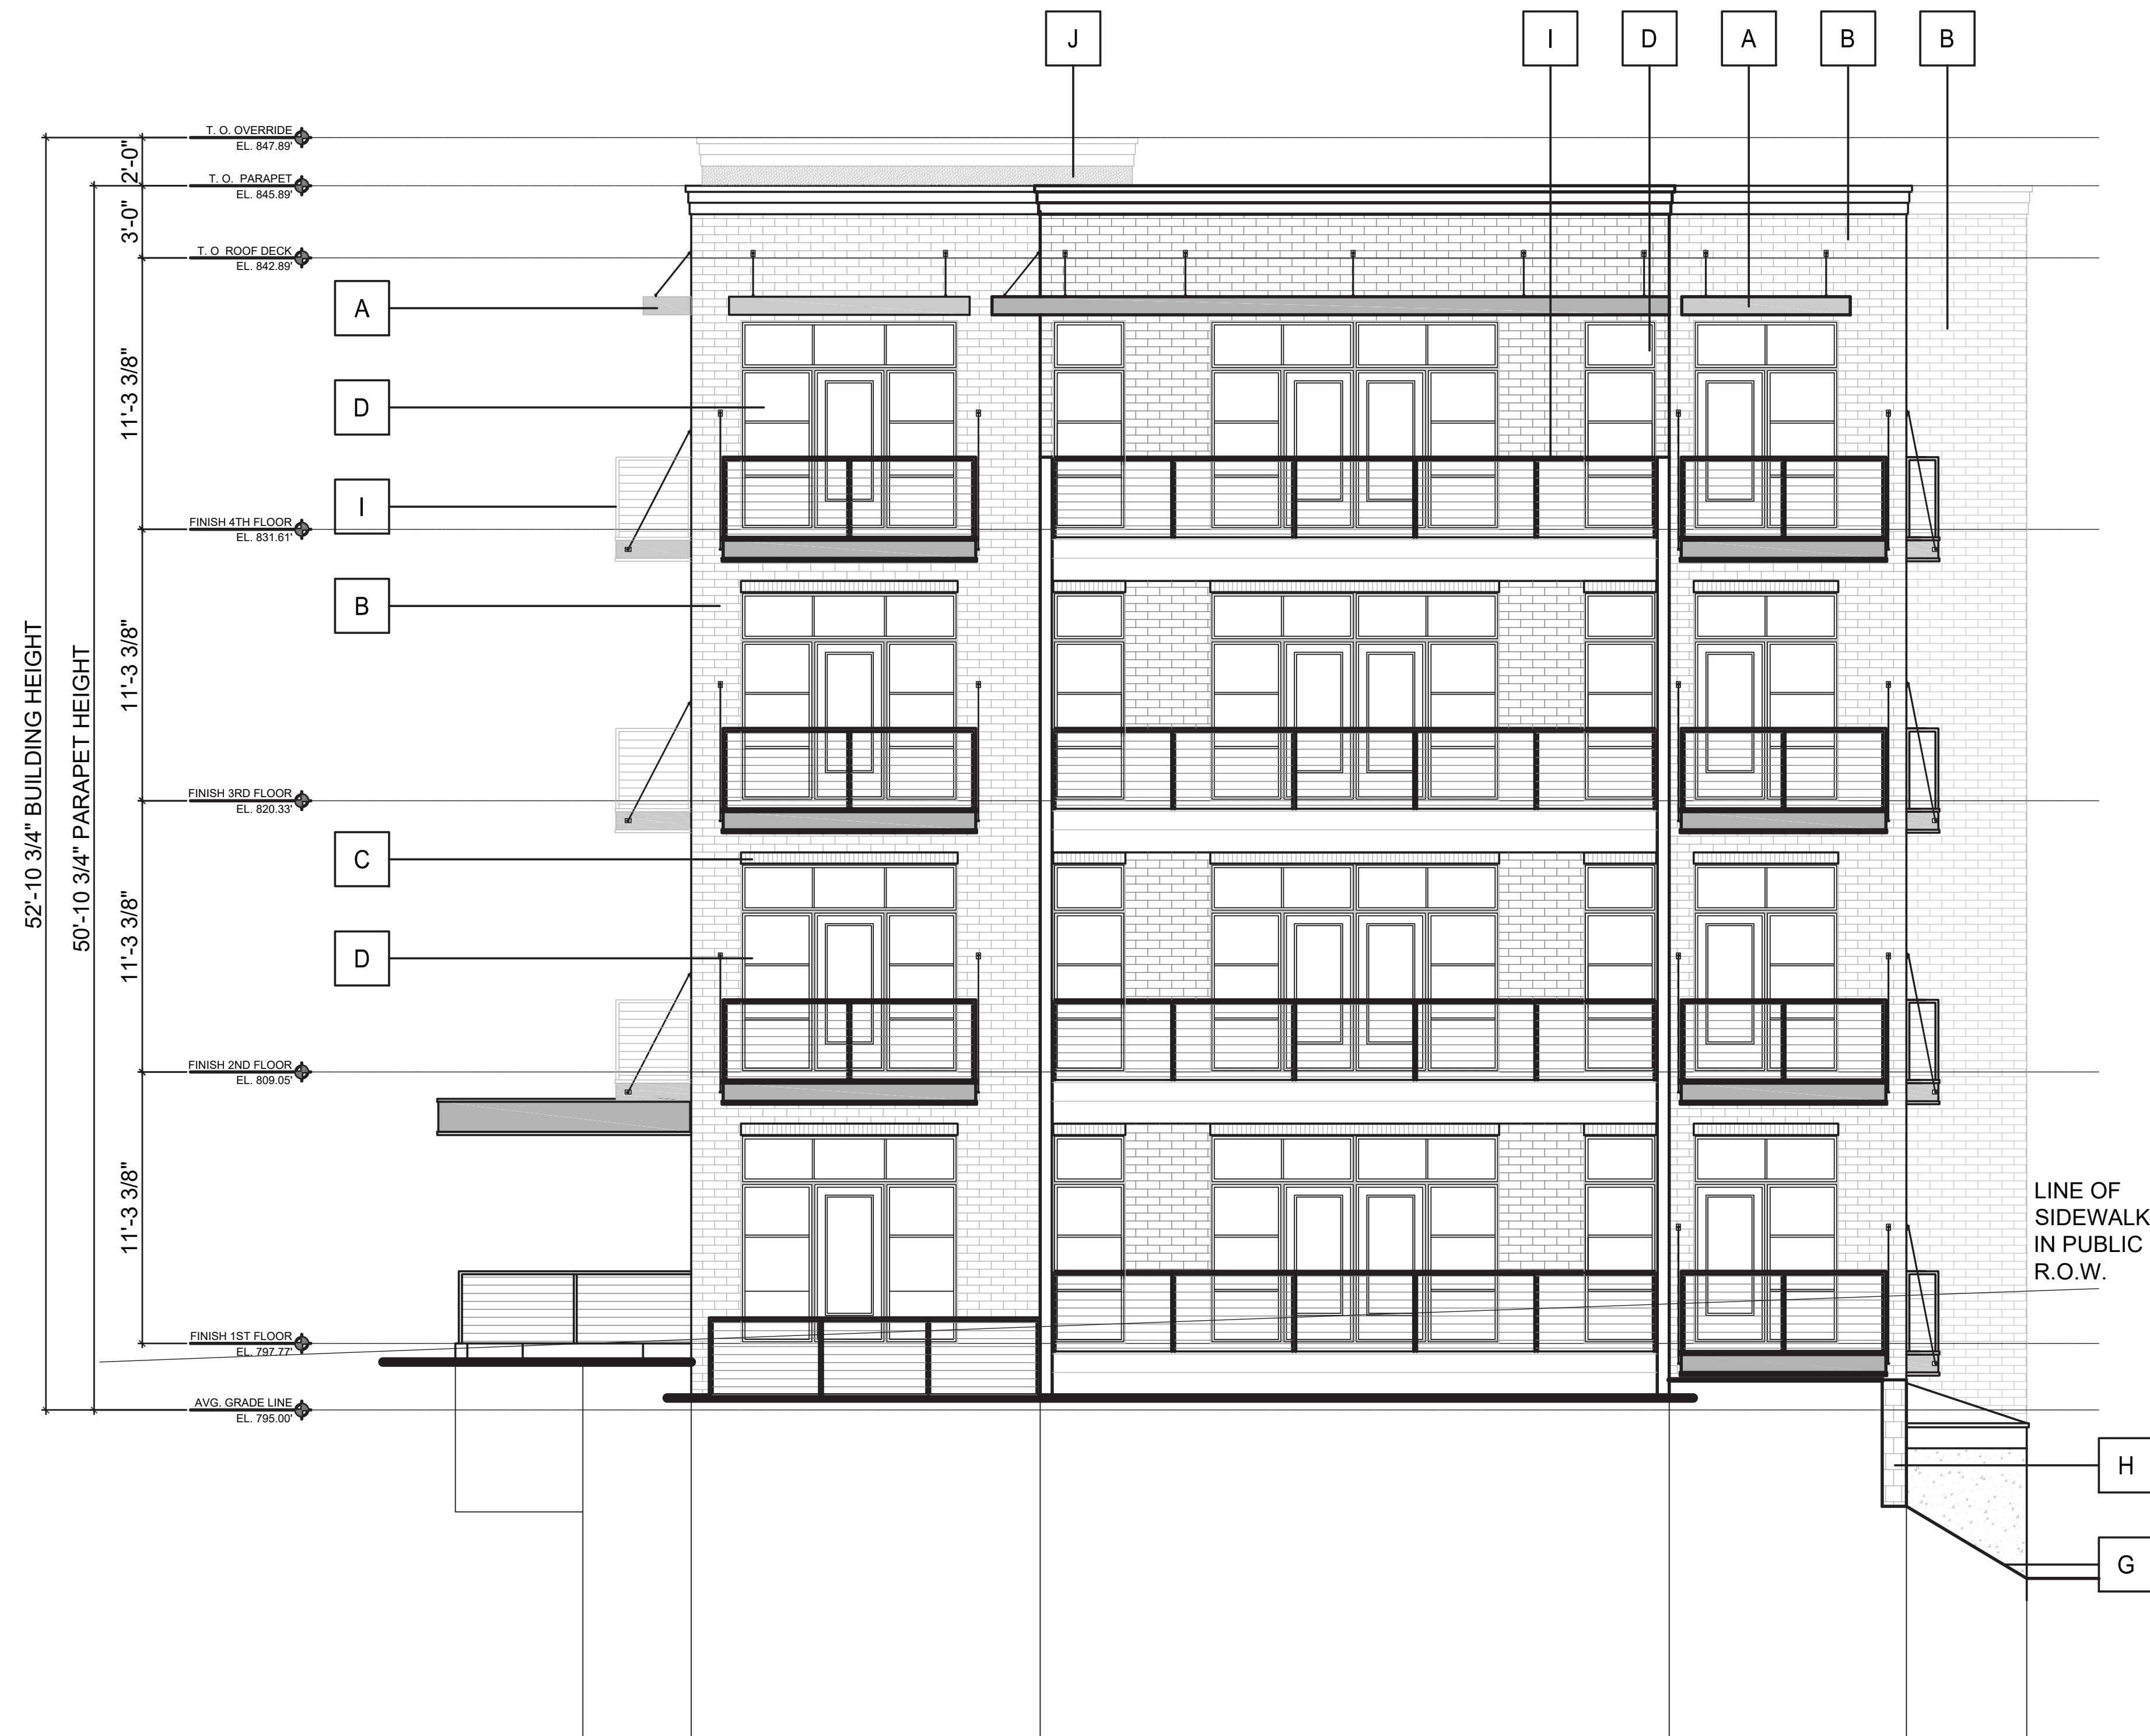 J
I
D
A
B
B
T. O. OVERRIDE
EL. 847.89'
2'-0"
T. O. PARAPET
EL. 845.89'
3'-0"
T. O ROOF DECK
EL. 842.89'
A
11'-3 3/8"
D
I
FINISH 4TH FLOOR
EL. 831.61'
B
11'-3 3/8"
52'-10 3/4" BUILDING HEIGHT
50'-10 3/4" PARAPET HEIGHT
FINISH 3RD FLOOR
EL. 820.33'
C
11'-3 3/8"
D
FINISH 2ND FLOOR
EL. 809.05'
11'-3 3/8"
LINE OF
SIDEWALK
IN PUBLIC
R.O.W.
FINISH 1ST FLOOR
EL. 797.77'
AVG. GRADE LINE
EL. 795.00'
H
G